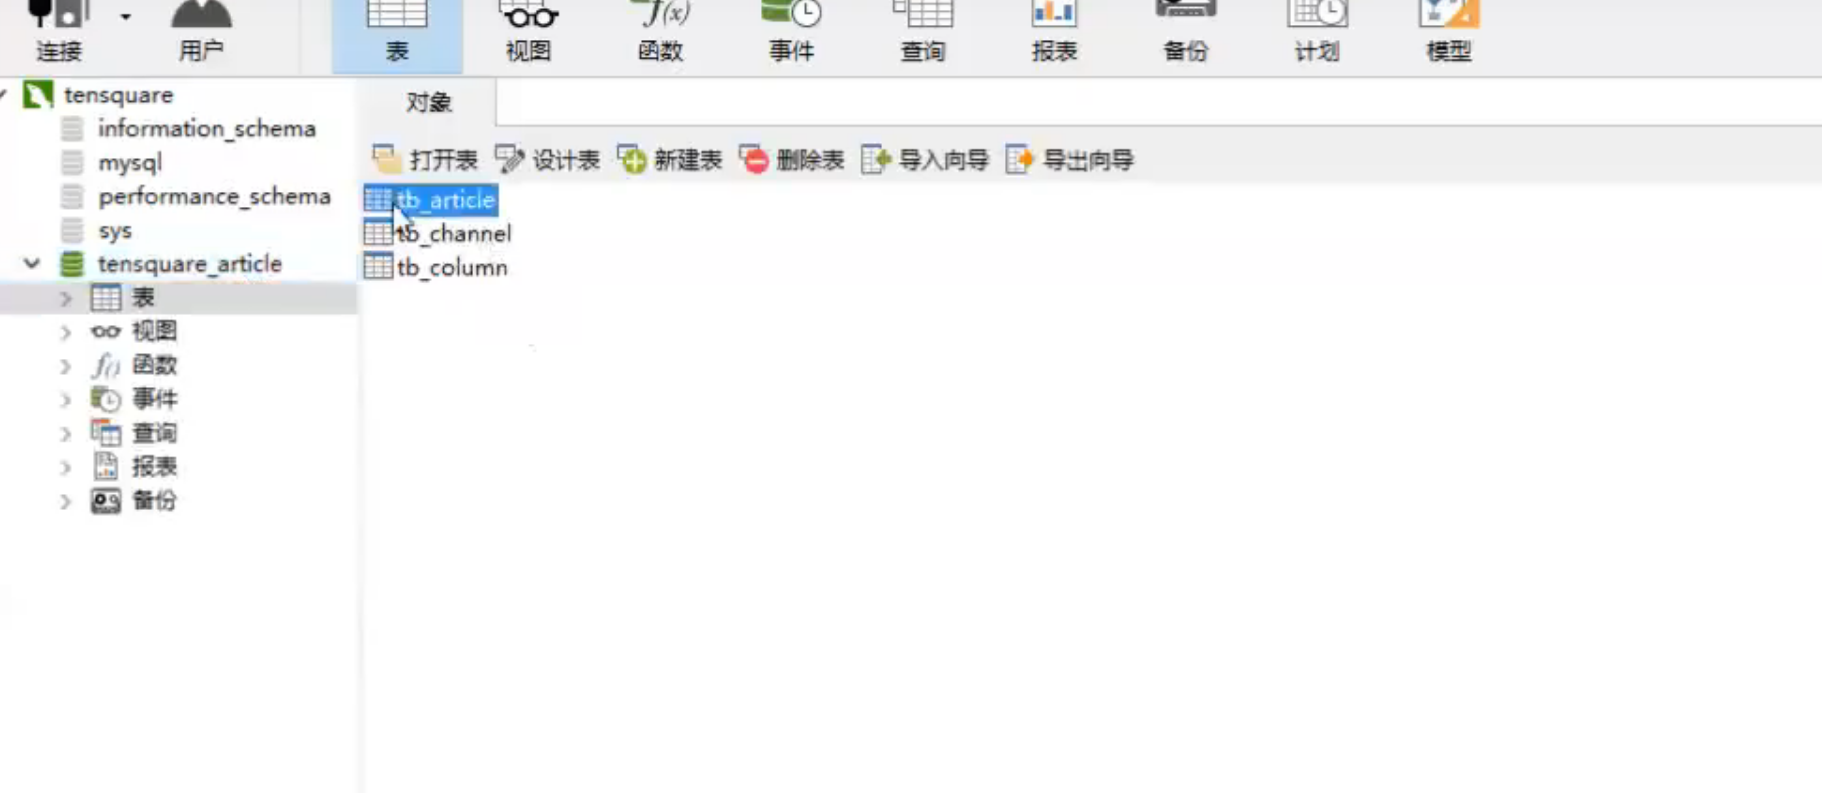 连接 用户 表 视图 函数 事件 查询 报表 备份 计划 模型
tensquare
information_schema
mysql
performance_schema
sys
tensquare_article
表
视图
函数
事件
查询
报表
备份
对象
打开表 设计表 新建表 删除表 导入向导 导出向导
tb_article
tb_channel
tb_column